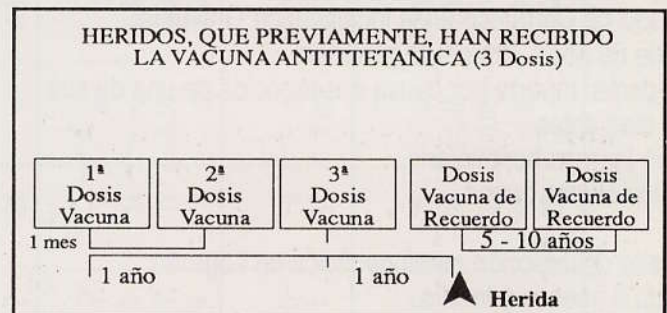 HERIDOS, QUE PREVIAMENTE, HAN RECIBIDO
LA VACUNA ANTITTETANICA (3 Dosis)
1ª
Dosis
Vacuna
2ª
Dosis
Vacuna
3ª
Dosis
Vacuna
Dosis
Vacuna de
Recuerdo
Dosis
Vacuna de
Recuerdo
1 mes
5 - 10 años
1 año
1 año
Herida